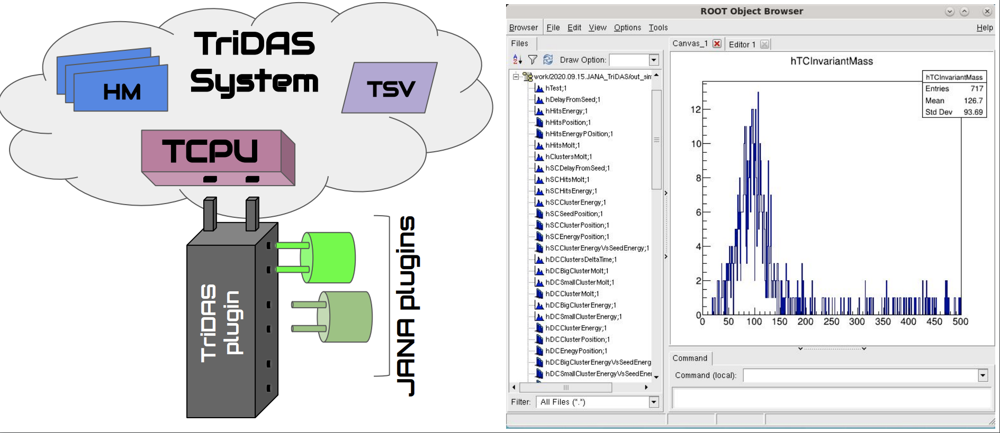 TriDAS
System
HM
TSV
TCPU
TriDAS
plugin
JANA plugins
ROOT Object Browser
Browser File Edit View Options Tools Help
Files
Draw Option:
work/2020.09.15.JANA_TriDAS/out_sim
hTest;1
hDelayFromSeed;1
hHitsEnergy;1
hHitsPosition;1
hHitsEnergyPOsition;1
hHitsMolt;1
hClustersMolt;1
hSCDelayFromSeed;1
hSCHitsMolt;1
hSCHitsEnergy;1
hSCClusterEnergy;1
hSCSeedPosition;1
hSCClusterPosition;1
hSCEnergyPosition;1
hSCClusterEnergyVsSeedEnergy;1
hDCClustersDeltaTime;1
hDCBigClusterMolt;1
hDCSmallClusterMolt;1
hDCClusterMolt;1
hDCBigClusterEnergy;1
hDCSmallClusterEnergy;1
hDCClusterEnergy;1
hDCClusterPosition;1
hDCEnegyPosition;1
hDCBigClusterEnergyVsSeedEnerg
hDCSmallClusterEnergyVsSeedEner
Filter: All Files (*.*)
Canvas_1 Editor 1
hTCInvariantMass
hTCInvariantMass
Entries 717
Mean 126.7
Std Dev 93.69
12
10
8
6
4
2
0
0 50 100 150 200 250 300 350 400 450 500
Command
Command (local):